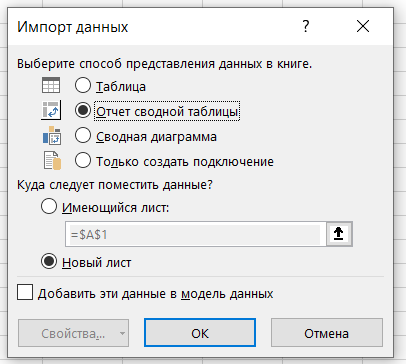 Импорт данных ? ×
Выберите способ представления данных в книге.
Таблица
Отчет сводной таблицы
Сводная диаграмма
Только создать подключение
Куда следует поместить данные?
Имеющийся лист:
=$A$1
Новый лист
Добавить эти данные в модель данных
Свойства... ОК Отмена